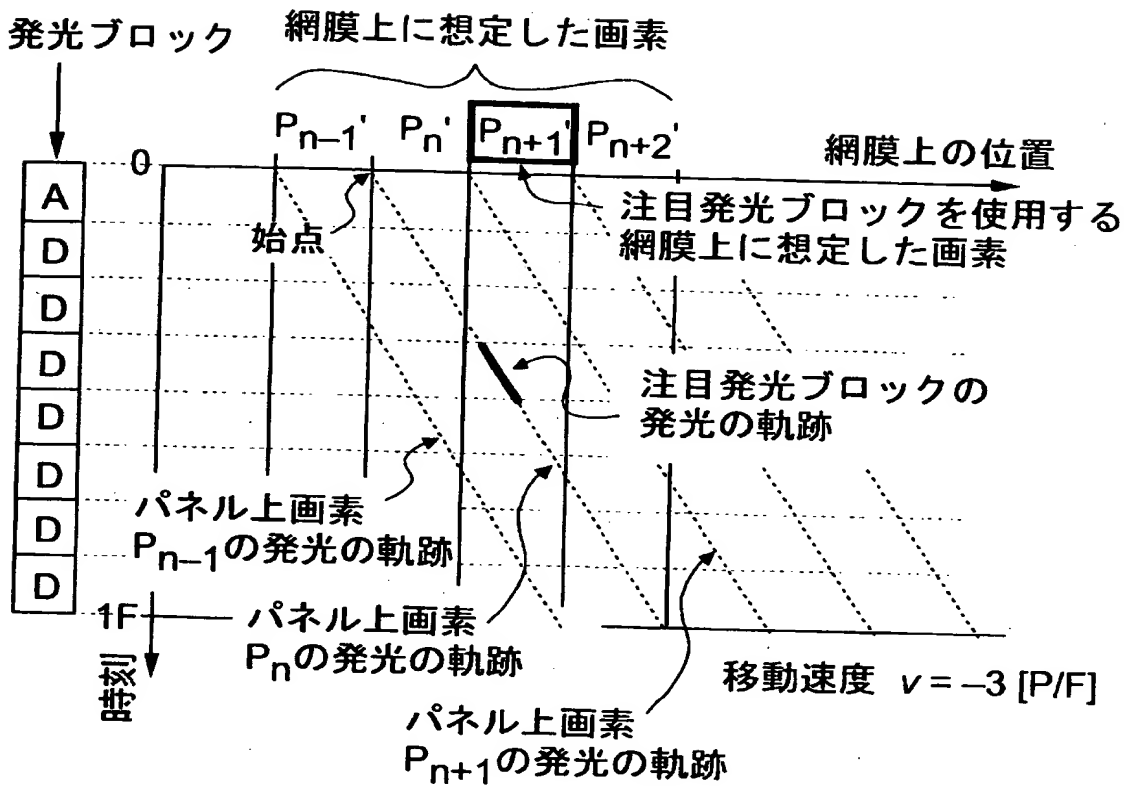 発光ブロック
網膜上に想定した画素
Pn−1' Pn' Pn+1' Pn+2'
0
網膜上の位置
A
D
D
D
D
D
D
D
始点
注目発光ブロックを使用する
網膜上に想定した画素
注目発光ブロックの
発光の軌跡
パネル上画素
Pn−1の発光の軌跡
1F
時刻
パネル上画素
Pnの発光の軌跡
移動速度 v = −3 [P/F]
パネル上画素
Pn+1の発光の軌跡